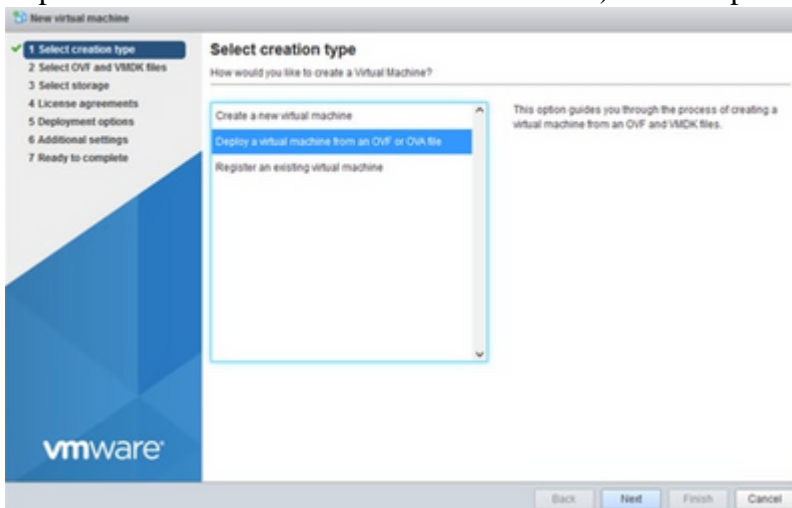 New virtual machine
1 Select creation type
2 Select OVF and VMDK files
3 Select storage
4 License agreements
5 Deployment options
6 Additional settings
7 Ready to complete
Select creation type
How would you like to create a Virtual Machine?
Create a new virtual machine
Deploy a virtual machine from an OVF or OVA file
Register an existing virtual machine
This option guides you through the process of creating a
virtual machine from an OVF and VMDK files.
vmware
Back Next Finish Cancel